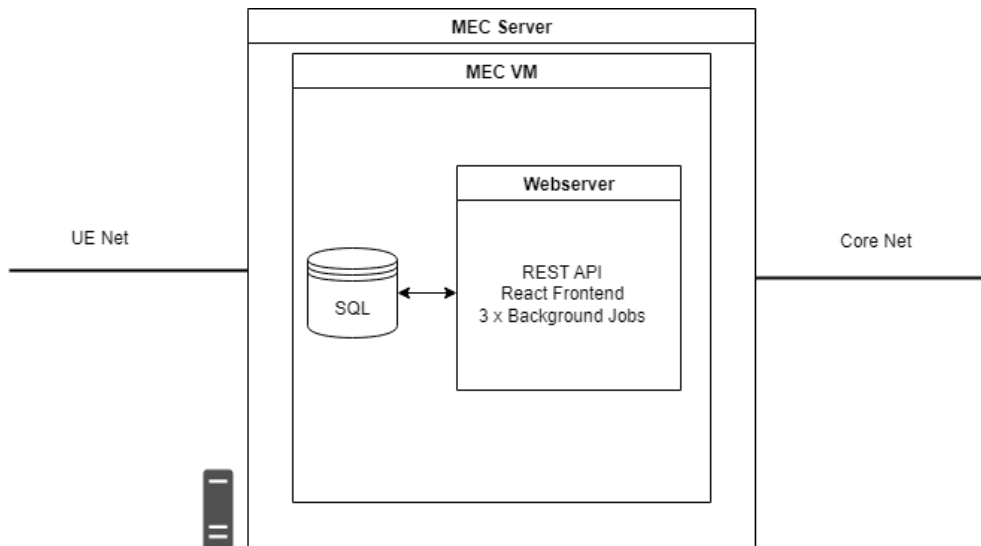 MEC Server
MEC VM
Webserver
UE Net
Core Net
REST API
React Frontend
3 x Background Jobs
SQL